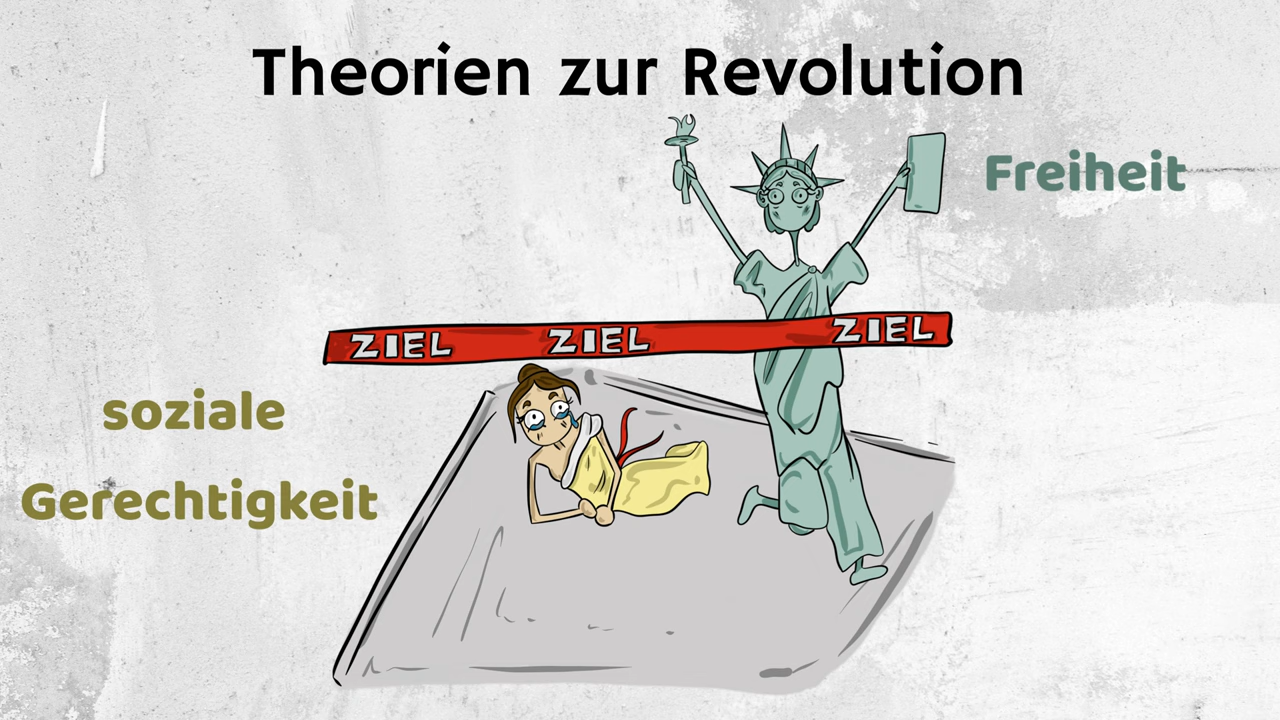 Theorien zur Revolution
Freiheit
ZIEL ZIEL ZIEL
soziale
Gerechtigkeit